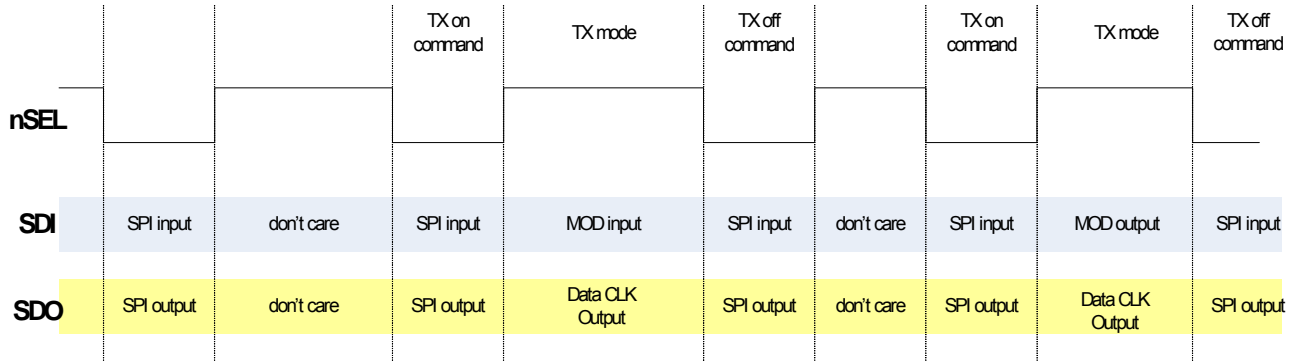 TX on command
TX mode
TX off command
TX on command
TX mode
TX off command
nSEL
SDI
SPI input
don't care
SPI input
MOD input
SPI input
don't care
SPI input
MOD output
SPI input
SDO
SPI output
don't care
SPI output
Data CLK Output
SPI output
don't care
SPI output
Data CLK Output
SPI output